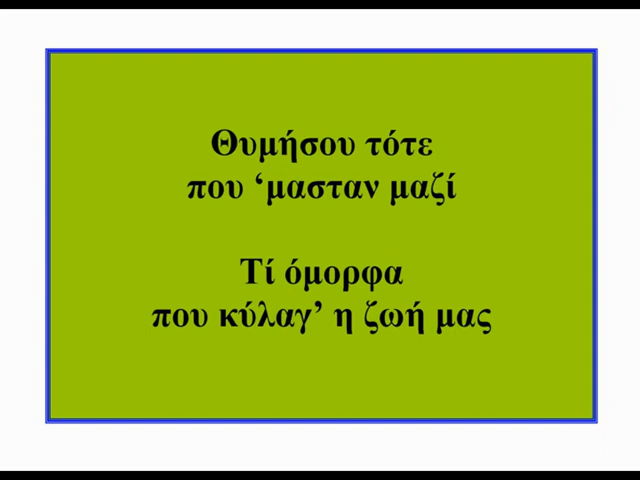 Θυμήσου τότε
που ‘μασταν μαζί
Τί όμορφα
που κύλαγ’ η ζωή μας